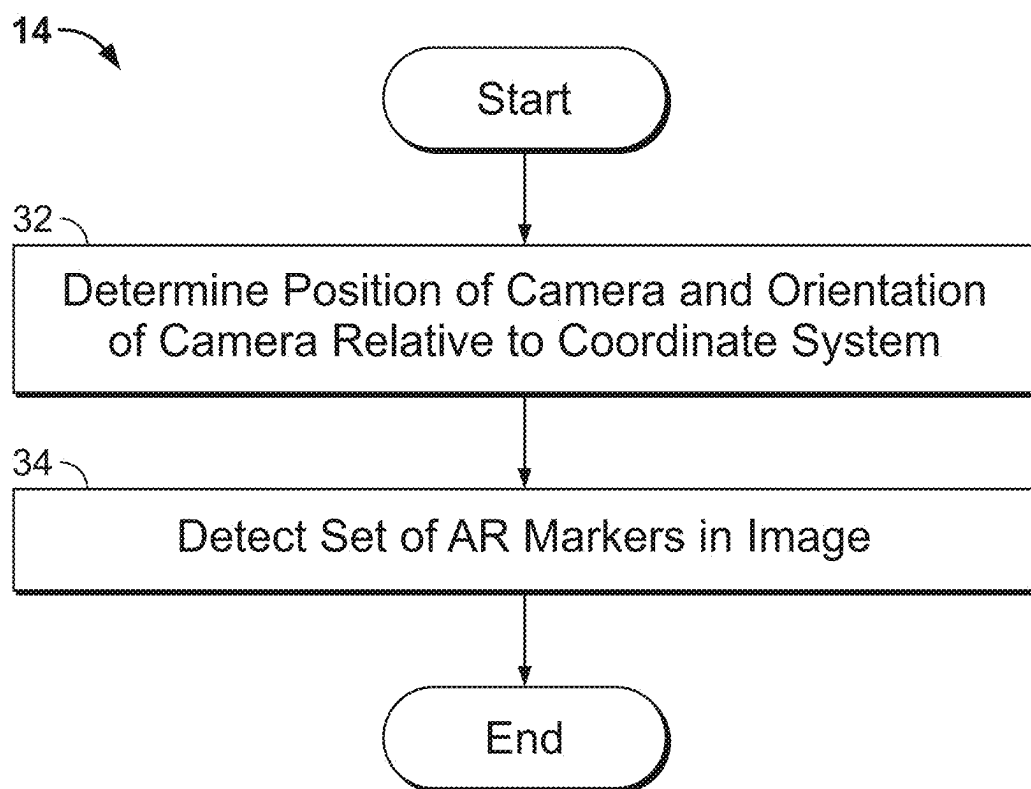 14
Start
32
Determine Position of Camera and Orientation
of Camera Relative to Coordinate System
34
Detect Set of AR Markers in Image
End